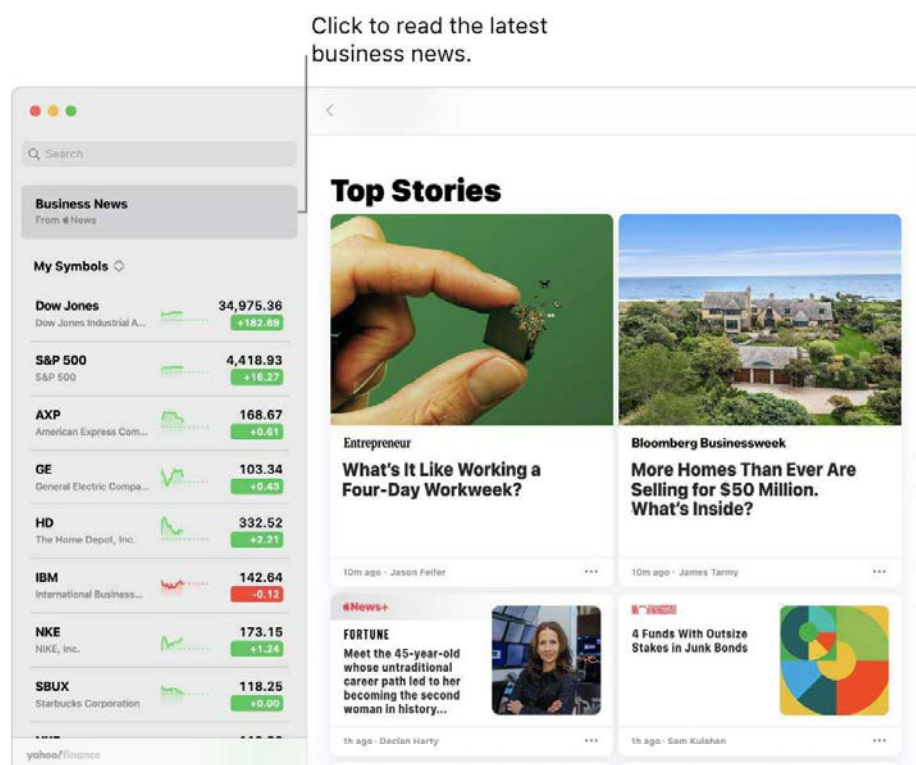 Click to read the latest
business news.
Search
Business News
From News
My Symbols
Dow Jones
34,975.36
Dow Jones Industrial A...
+182.69
S&P 500
4,418.93
S&P 500
+16.27
AXP
168.67
American Express Com...
+0.61
GE
103.34
General Electric Compa...
+0.43
HD
332.52
The Home Depot, Inc.
+2.21
IBM
142.64
International Business...
-0.12
NKE
173.15
NIKE, Inc.
+1.24
SBUX
118.25
Starbucks Corporation
+0.00
yahoo!finance
Top Stories
Entrepreneur
What's It Like Working a
Four-Day Workweek?
10m ago · Jason Feifer
Bloomberg Businessweek
More Homes Than Ever Are
Selling for $50 Million.
What's Inside?
10m ago · James Tarmy
News+
FORTUNE
Meet the 45-year-old
whose untraditional
career path led to her
becoming the second
woman in history...
1h ago · Declan Harty
4 Funds With Outsize
Stakes in Junk Bonds
1h ago · Sam Kulahan